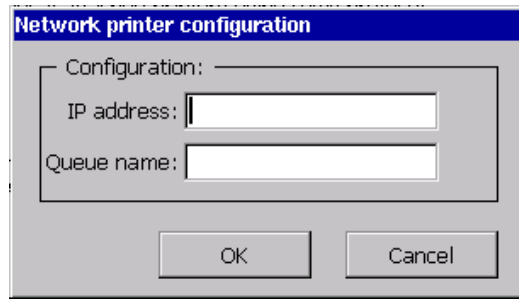 Network printer configuration
Configuration:
IP address:
Queue name:
OK
Cancel